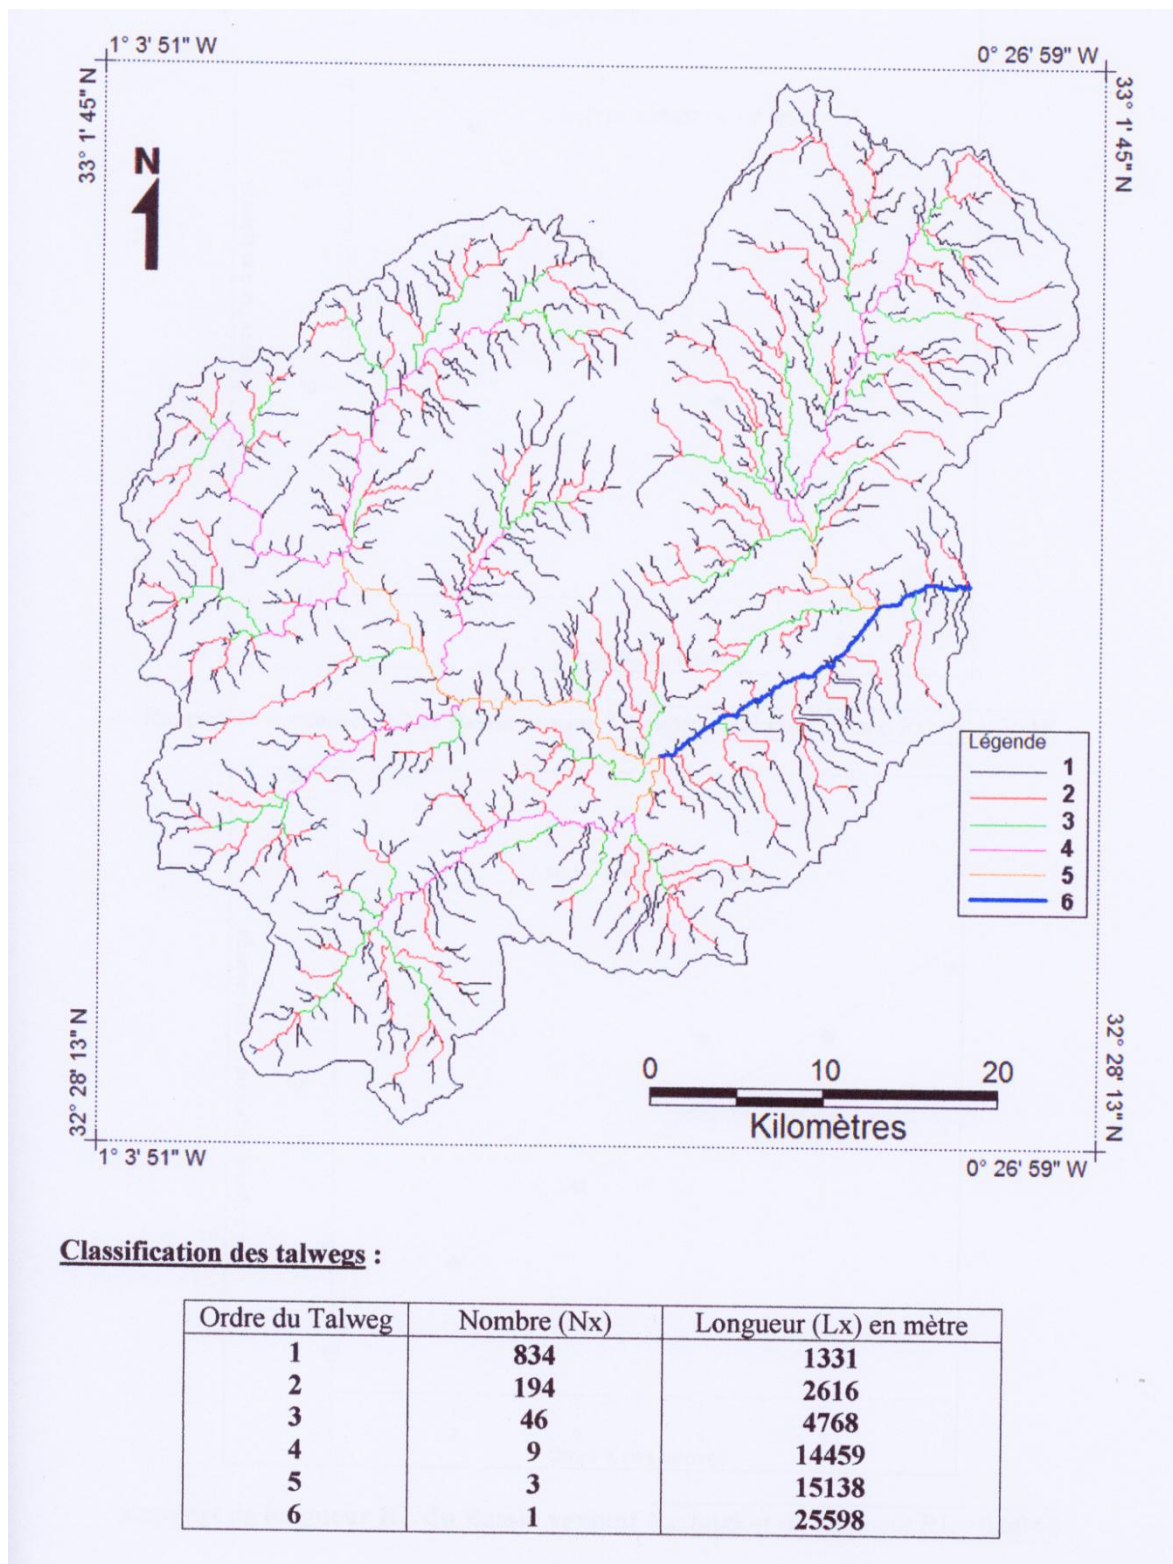 1° 3' 51" W
0° 26' 59" W
33° 1' 45" N
33° 1' 45" N
N
Légende
1
2
3
4
5
6
0 10 20
Kilomètres
32° 28' 13" N
32° 28' 13" N
1° 3' 51" W
0° 26' 59" W
Classification des talwegs :
Ordre du Talweg Nombre (Nx) Longueur (Lx) en mètre
1 834 1331
2 194 2616
3 46 4768
4 9 14459
5 3 15138
6 1 25598